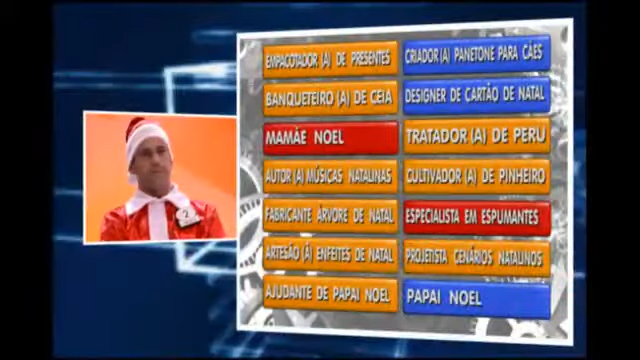 EMPACOTADOR (A) DE PRESENTES
BANQUETEIRO (A) DE CEIA
MAMÃE NOEL
AUTOR (A) MÚSICAS NATALINAS
FABRICANTE ÁRVORE DE NATAL
ARTESÃO (Ã) ENFEITES DE NATAL
AJUDANTE DE PAPAI NOEL
CRIADOR (A) PANETONE PARA CÃES
DESIGNER DE CARTÃO DE NATAL
TRATADOR (A) DE PERU
CULTIVADOR (A) DE PINHEIRO
ESPECIALISTA EM ESPUMANTES
PROJETISTA CENÁRIOS NATALINOS
PAPAI NOEL
2